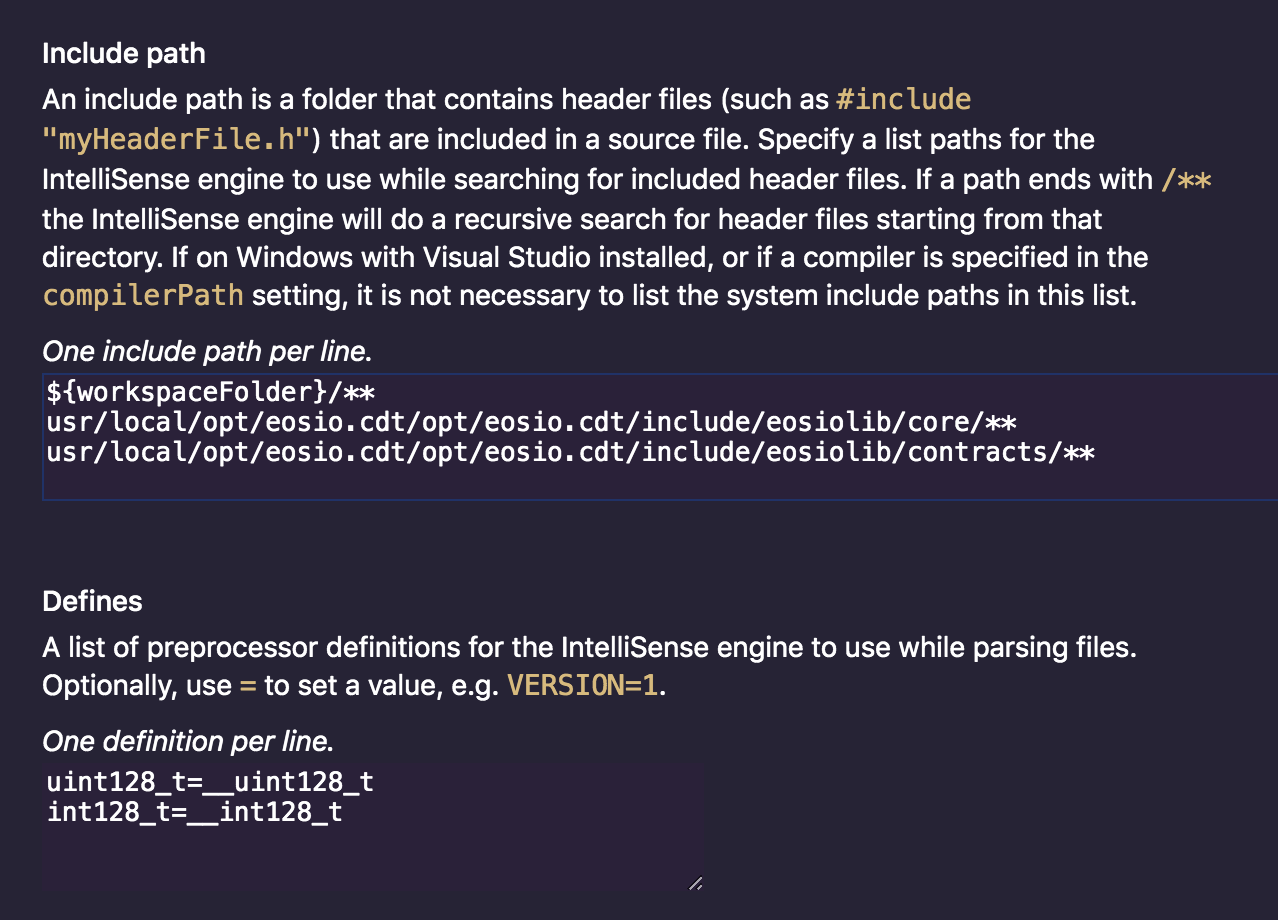 Include path
An include path is a folder that contains header files (such as #include
"myHeaderFile.h") that are included in a source file. Specify a list paths for the
IntelliSense engine to use while searching for included header files. If a path ends with /**
the IntelliSense engine will do a recursive search for header files starting from that
directory. If on Windows with Visual Studio installed, or if a compiler is specified in the
compilerPath setting, it is not necessary to list the system include paths in this list.
One include path per line.
${workspaceFolder}/**
usr/local/opt/eosio.cdt/opt/eosio.cdt/include/eosiolib/core/**
usr/local/opt/eosio.cdt/opt/eosio.cdt/include/eosiolib/contracts/**
Defines
A list of preprocessor definitions for the IntelliSense engine to use while parsing files.
Optionally, use = to set a value, e.g. VERSION=1.
One definition per line.
uint128_t=__uint128_t
int128_t=__int128_t